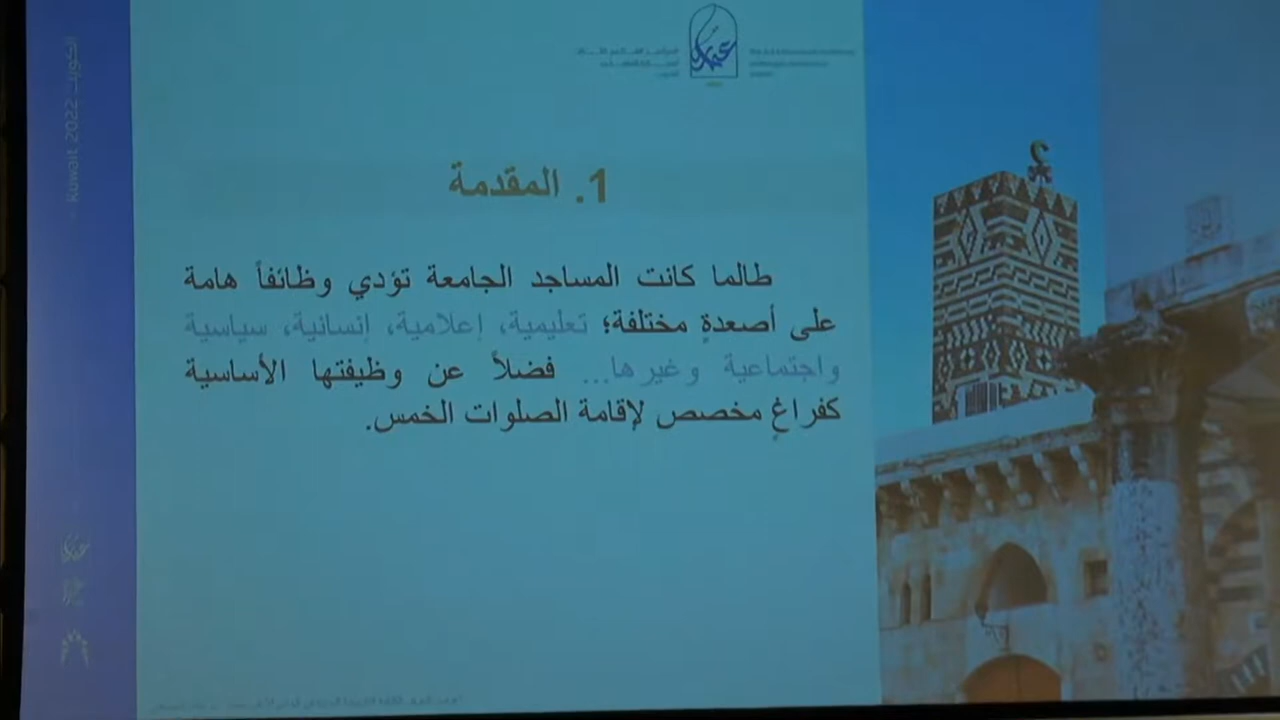 1. المقدمة
طالما كانت المساجد الجامعة تؤدي وظائفاً هامة
على أصعدةٍ مختلفة؛ تعليمية، إعلامية، إنسانية، سياسية
واجتماعية وغيرها... فضلاً عن وظيفتها الأساسية
كفراغٍ مخصص لإقامة الصلوات الخمس.
الكويت
Kuwait 2022